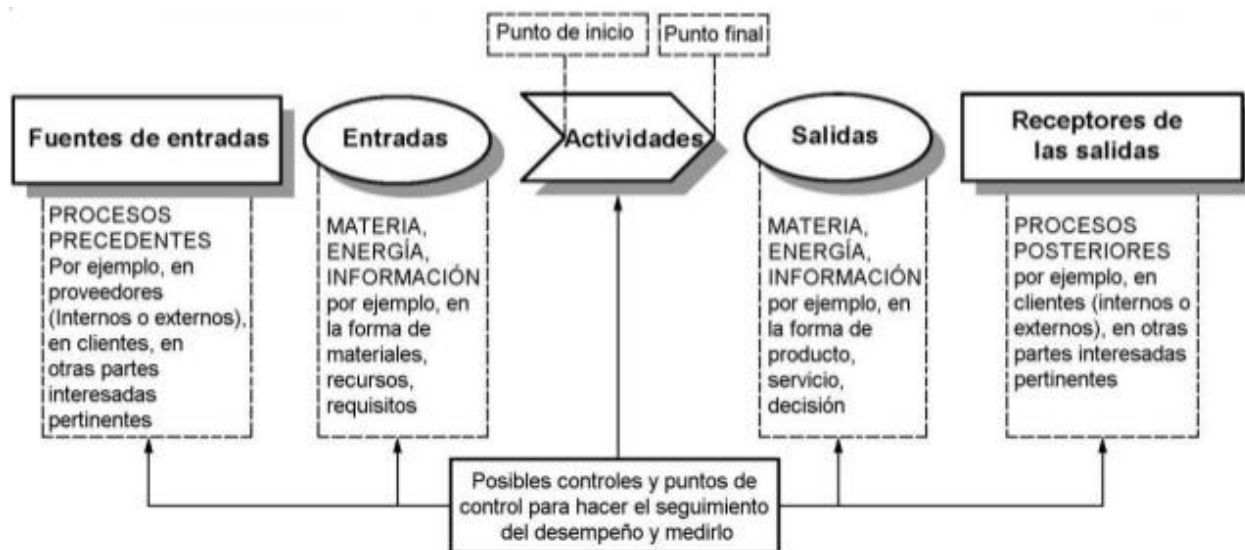 Punto de inicio
Punto final
Fuentes de entradas
Entradas
Actividades
Salidas
Receptores de
las salidas
PROCESOS
PRECEDENTES
Por ejemplo, en
proveedores
(Internos o externos),
en clientes, en
otras partes
interesadas
pertinentes
MATERIA,
ENERGÍA,
INFORMACIÓN
por ejemplo, en
la forma de
materiales,
recursos,
requisitos
MATERIA,
ENERGÍA,
INFORMACIÓN
por ejemplo, en
la forma de
producto,
servicio,
decisión
PROCESOS
POSTERIORES
por ejemplo, en
clientes (internos o
externos), en otras
partes interesadas
pertinentes
Posibles controles y puntos de
control para hacer el seguimiento
del desempeño y medirlo